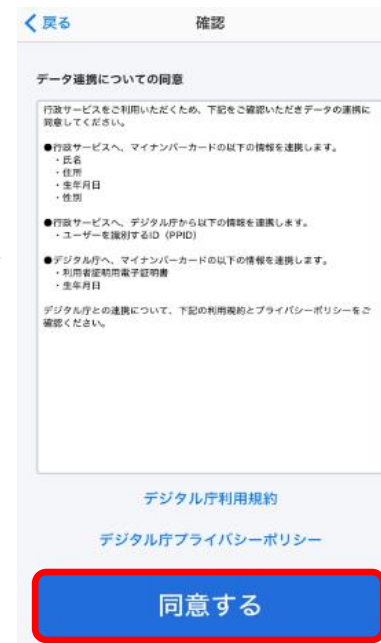 戻る 確認
データ連携についての同意
行政サービスをご利用いただくため、下記をご確認いただきデータの連携に
同意してください。
●行政サービスへ、マイナンバーカードの以下の情報を連携します。
・氏名
・住所
・生年月日
・性別
●行政サービスへ、デジタル庁から以下の情報を連携します。
・ユーザーを識別するID（PPID）
●デジタル庁へ、マイナンバーカードの以下の情報を連携します。
・利用者証明用電子証明書
・生年月日
デジタル庁との連携について、下記の利用規約とプライバシーポリシーをご
確認ください。
デジタル庁利用規約
デジタル庁プライバシーポリシー
同意する